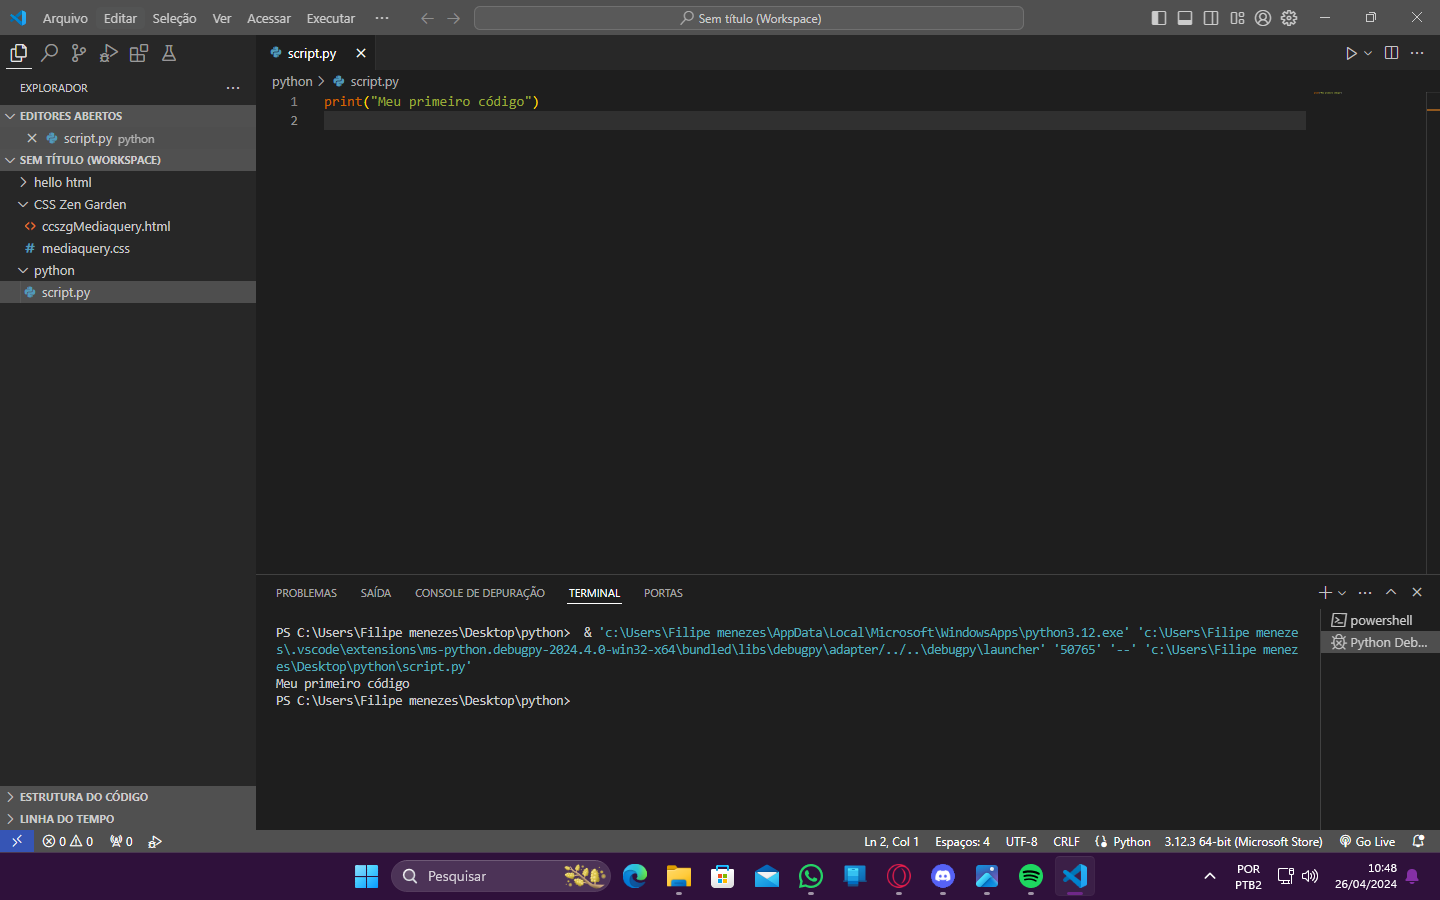 Arquivo Editar Seleção Ver Acessar Executar ··· Sem título (Workspace)
script.py
EXPLORADOR ···
python > script.py
EDITORES ABERTOS
script.py python
SEM TÍTULO (WORKSPACE)
hello html
CSS Zen Garden
ccszgMediaquery.html
# mediaquery.css
python
script.py
1 print("Meu primeiro código")
2
PROBLEMAS SAÍDA CONSOLE DE DEPURAÇÃO TERMINAL PORTAS
PS C:\Users\Filipe menezes\Desktop\python>  & 'c:\Users\Filipe menezes\AppData\Local\Microsoft\WindowsApps\python3.12.exe' 'c:\Users\Filipe meneze
s\.vscode\extensions\ms-python.debugpy-2024.4.0-win32-x64\bundled\libs\debugpy\adapter/../..\debugpy\launcher' '50765' '--' 'c:\Users\Filipe menez
es\Desktop\python\script.py'
Meu primeiro código
PS C:\Users\Filipe menezes\Desktop\python>
powershell
Python Deb...
ESTRUTURA DO CÓDIGO
LINHA DO TEMPO
0 0 0 Ln 2, Col 1 Espaços: 4 UTF-8 CRLF Python 3.12.3 64-bit (Microsoft Store) Go Live
Pesquisar
POR
PTB2
10:48
26/04/2024